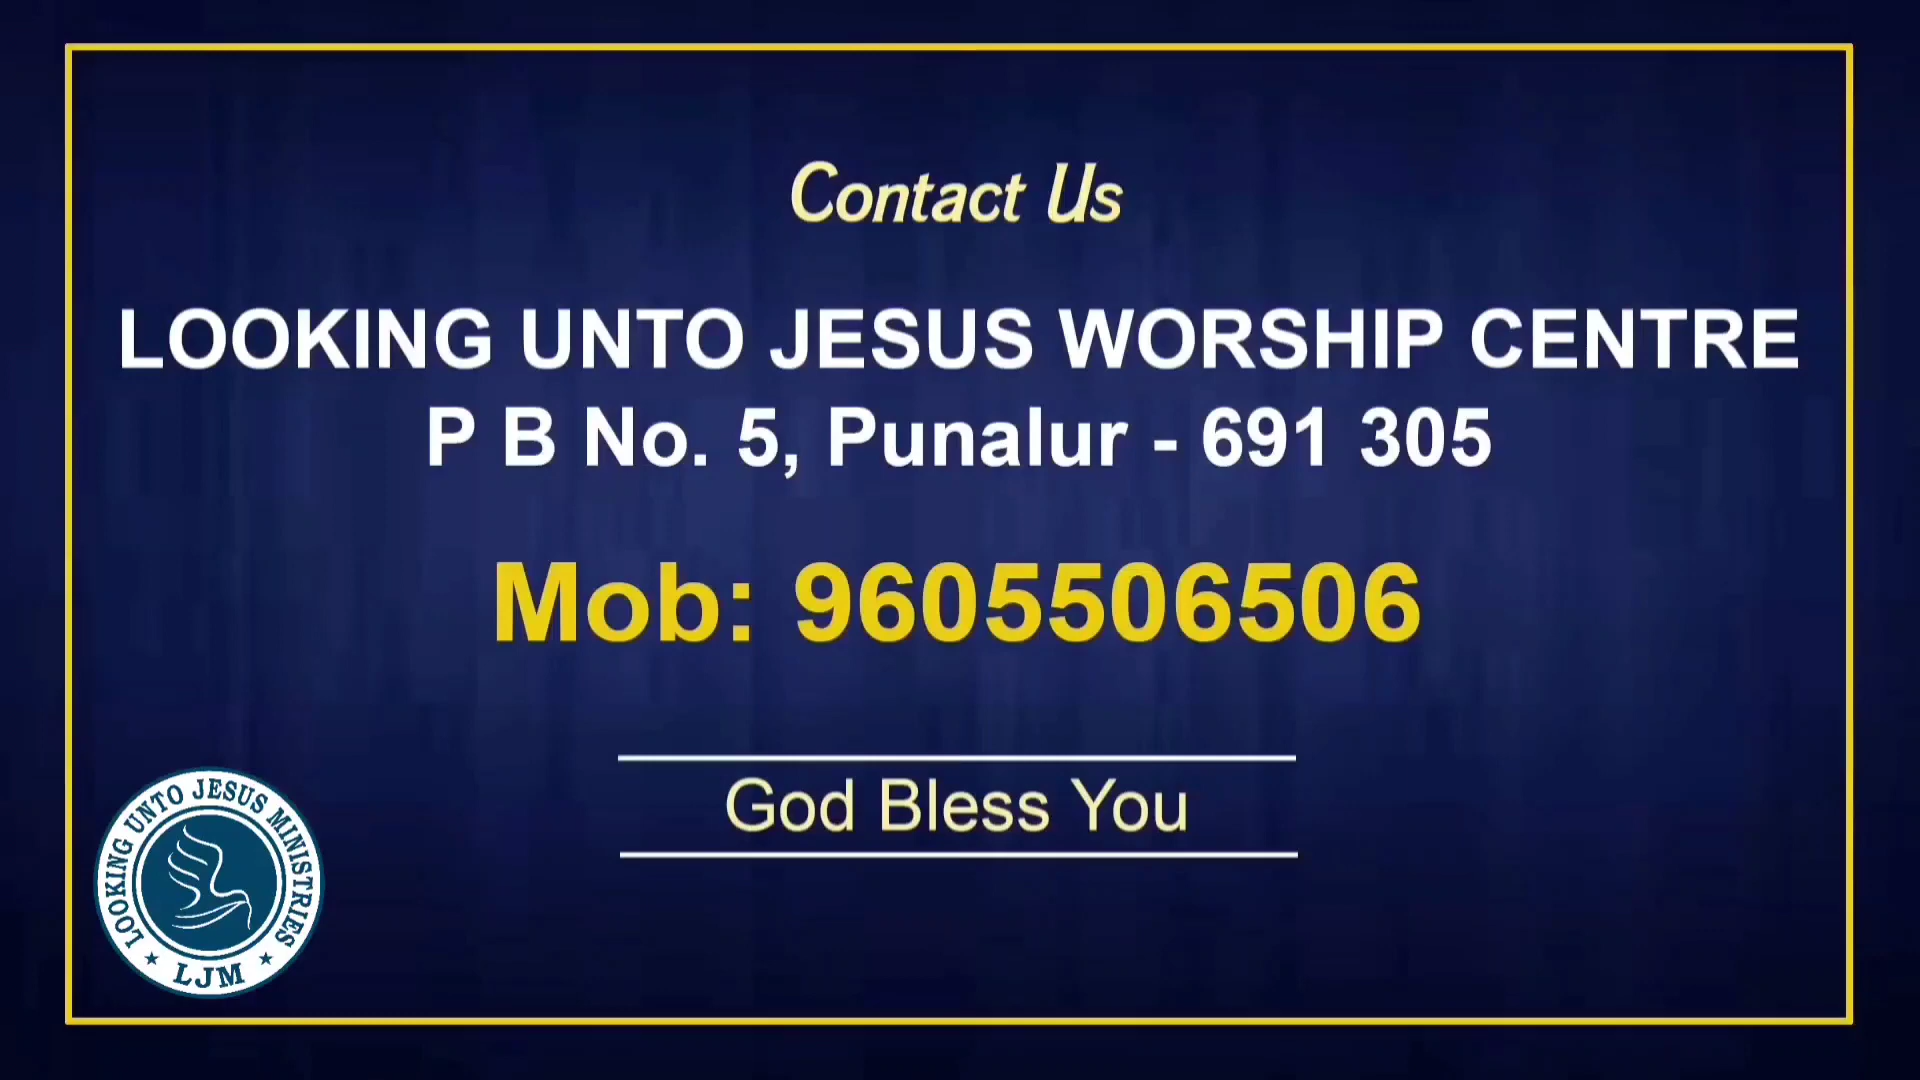 Contact Us
LOOKING UNTO JESUS WORSHIP CENTRE
P B No. 5, Punalur - 691 305
Mob: 9605506506
God Bless You
LOOKING UNTO JESUS MINISTRIES
LJM